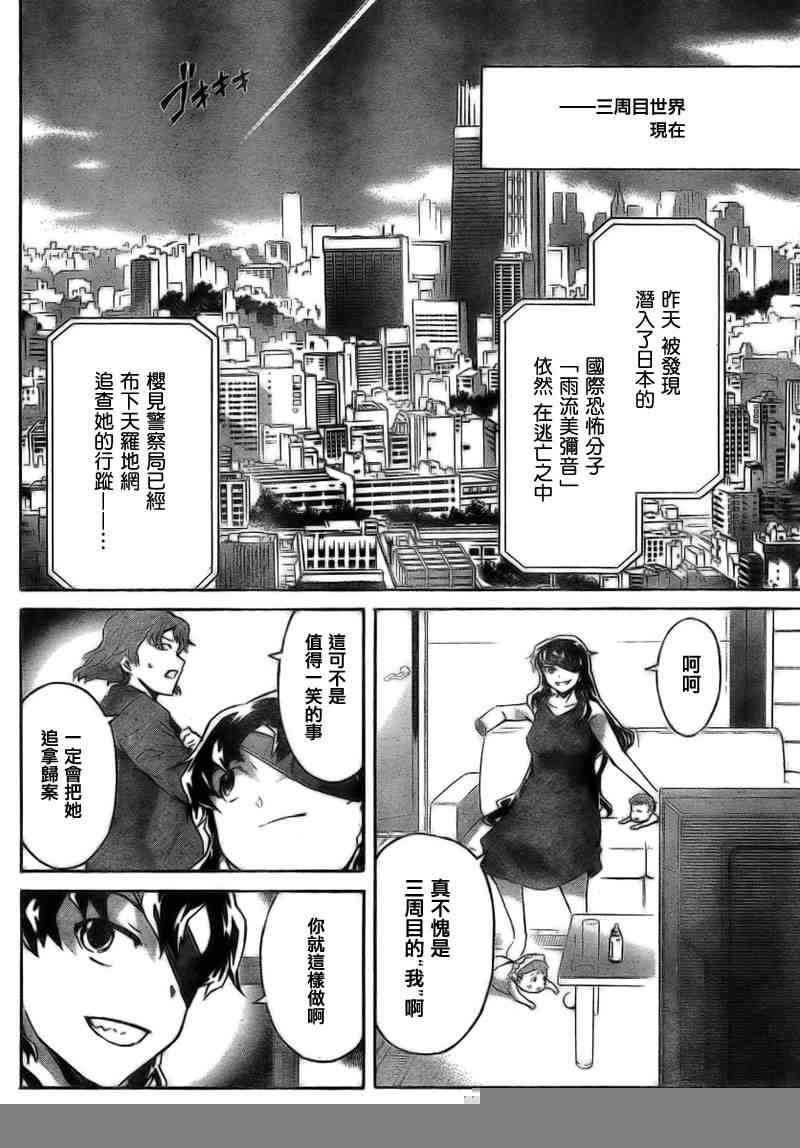 ——三周目世界
現在
ゴオオオ
昨天 被發現
潛入了日本的
國際恐怖分子
「雨流美彌音」
依然 在逃亡之中
櫻見警察局已經
布下天羅地網
追查她的行蹤——…
呵呵
真不愧是
三周目的"我"啊
這可不是
值得一笑的事
一定會把她
追拿歸案
你就這樣做啊